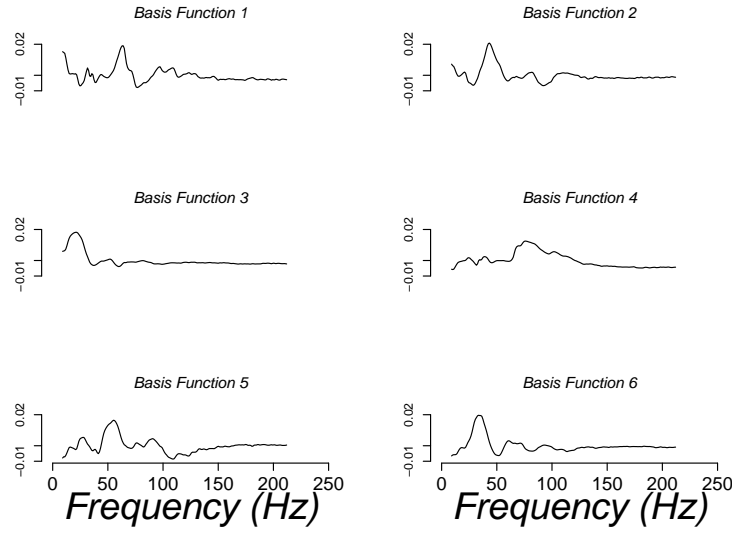 Basis Function 1
0.02
−0.01
Basis Function 2
0.02
−0.01
Basis Function 3
0.02
−0.01
Basis Function 4
0.02
−0.01
Basis Function 5
0.02
−0.01
0 50 100 150 200 250
Frequency (Hz)
Basis Function 6
0.02
−0.01
0 50 100 150 200 250
Frequency (Hz)